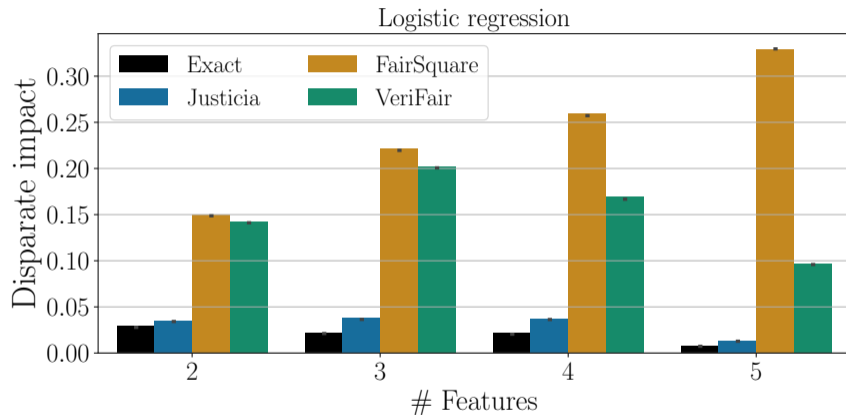 Logistic regression
Exact
FairSquare
Justicia
VeriFair
Disparate impact
0.30
0.25
0.20
0.15
0.10
0.05
0.00
2 3 4 5
# Features